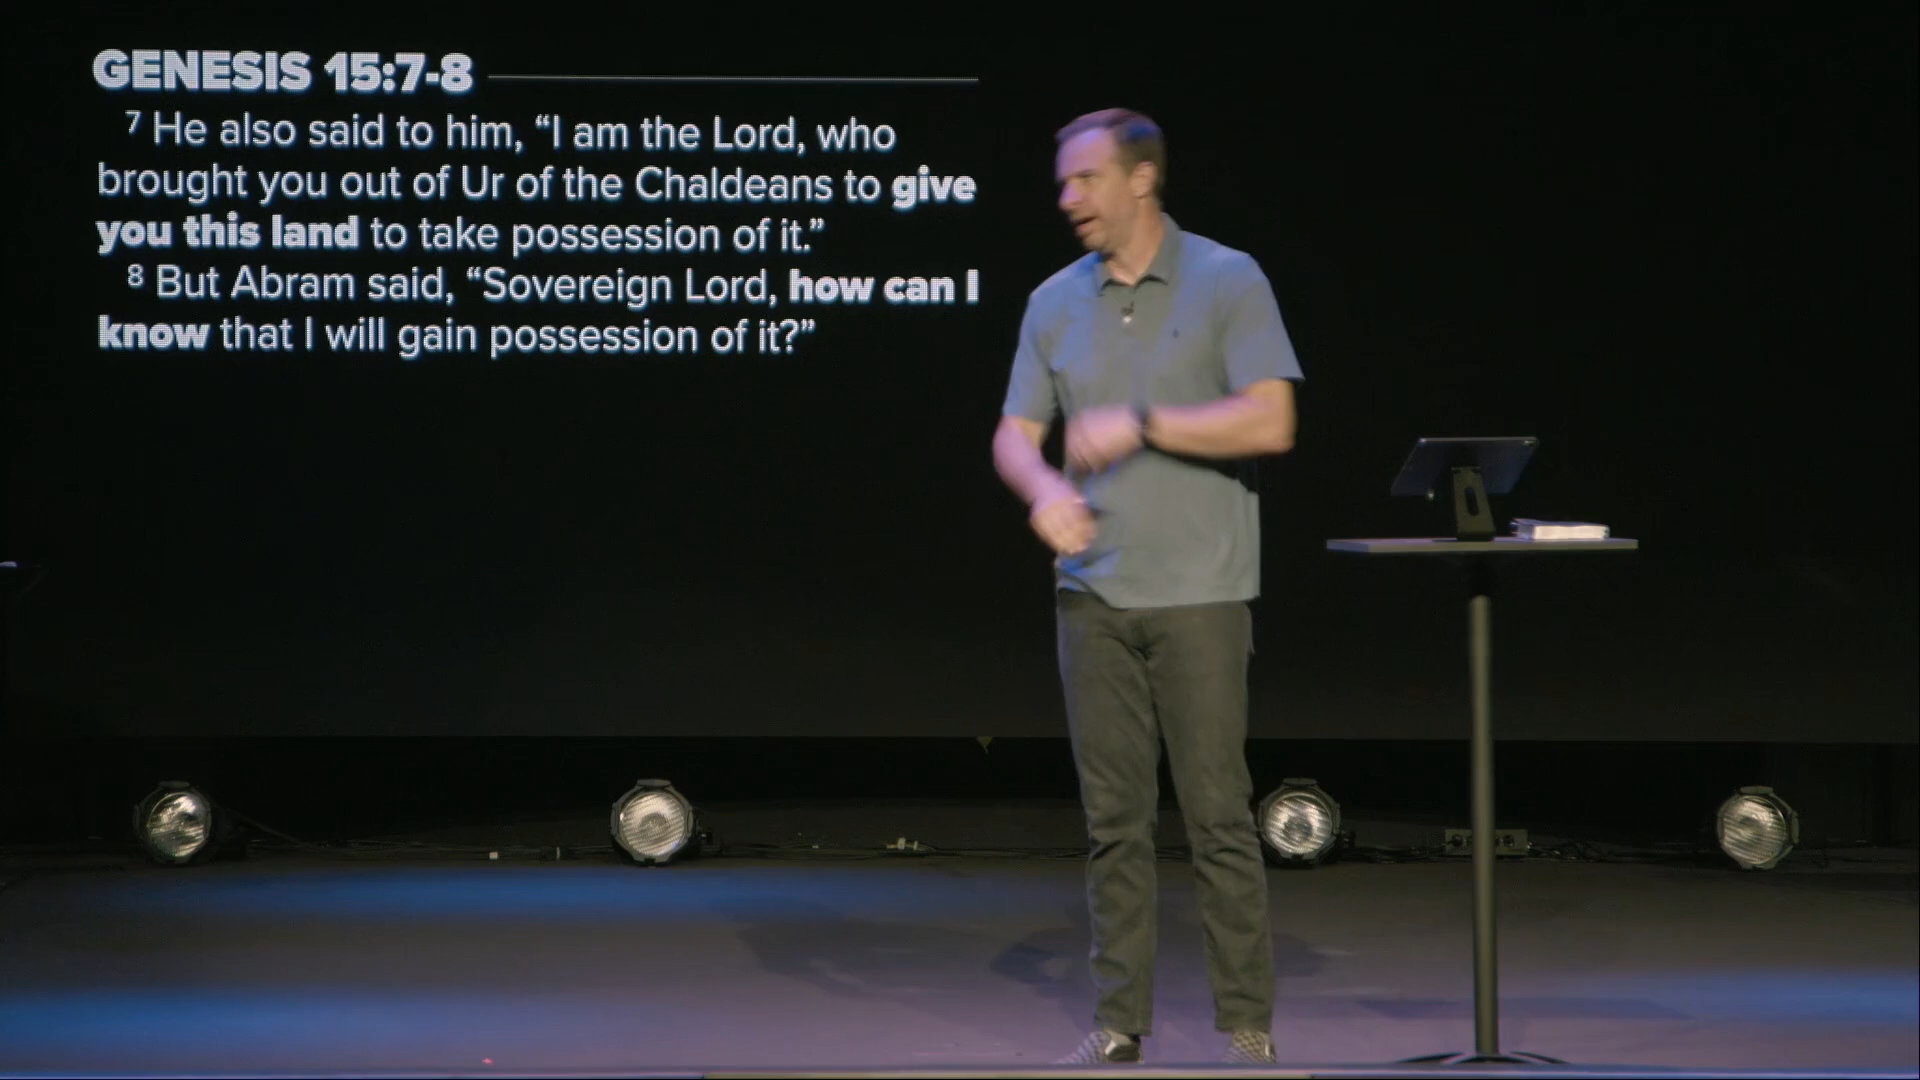 GENESIS 15:7-8
7 He also said to him, “I am the Lord, who
brought you out of Ur of the Chaldeans to give
you this land to take possession of it.”
8 But Abram said, “Sovereign Lord, how can I
know that I will gain possession of it?”